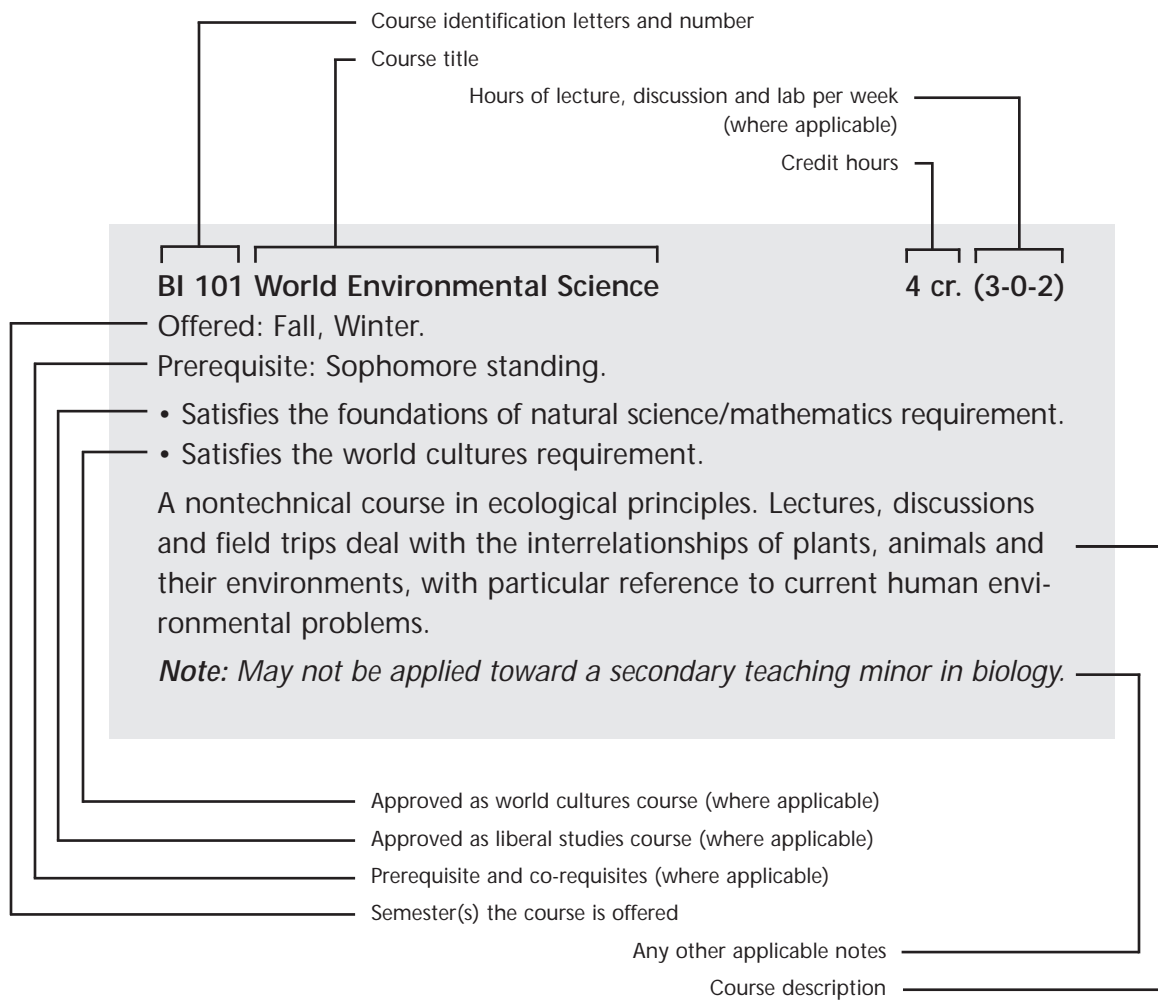 Course identification letters and number
Course title
Hours of lecture, discussion and lab per week
(where applicable)
Credit hours
BI 101 World Environmental Science 4 cr. (3-0-2)
Offered: Fall, Winter.
Prerequisite: Sophomore standing.
• Satisfies the foundations of natural science/mathematics requirement.
• Satisfies the world cultures requirement.
A nontechnical course in ecological principles. Lectures, discussions
and field trips deal with the interrelationships of plants, animals and
their environments, with particular reference to current human envi-
ronmental problems.
Note: May not be applied toward a secondary teaching minor in biology.
Approved as world cultures course (where applicable)
Approved as liberal studies course (where applicable)
Prerequisite and co-requisites (where applicable)
Semester(s) the course is offered
Any other applicable notes
Course description